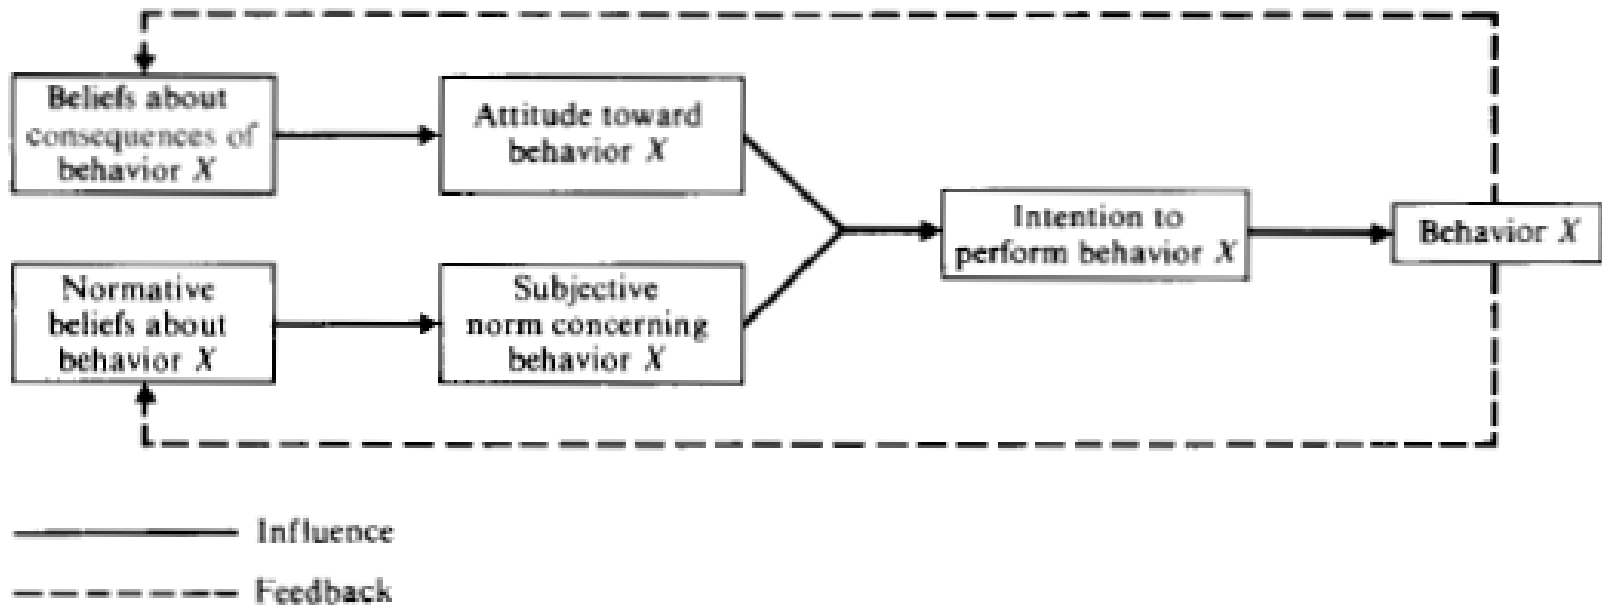 Beliefs about
consequences of
behavior X
Attitude toward
behavior X
Normative
beliefs about
behavior X
Subjective
norm concerning
behavior X
Intention to
perform behavior X
Behavior X
Influence
Feedback